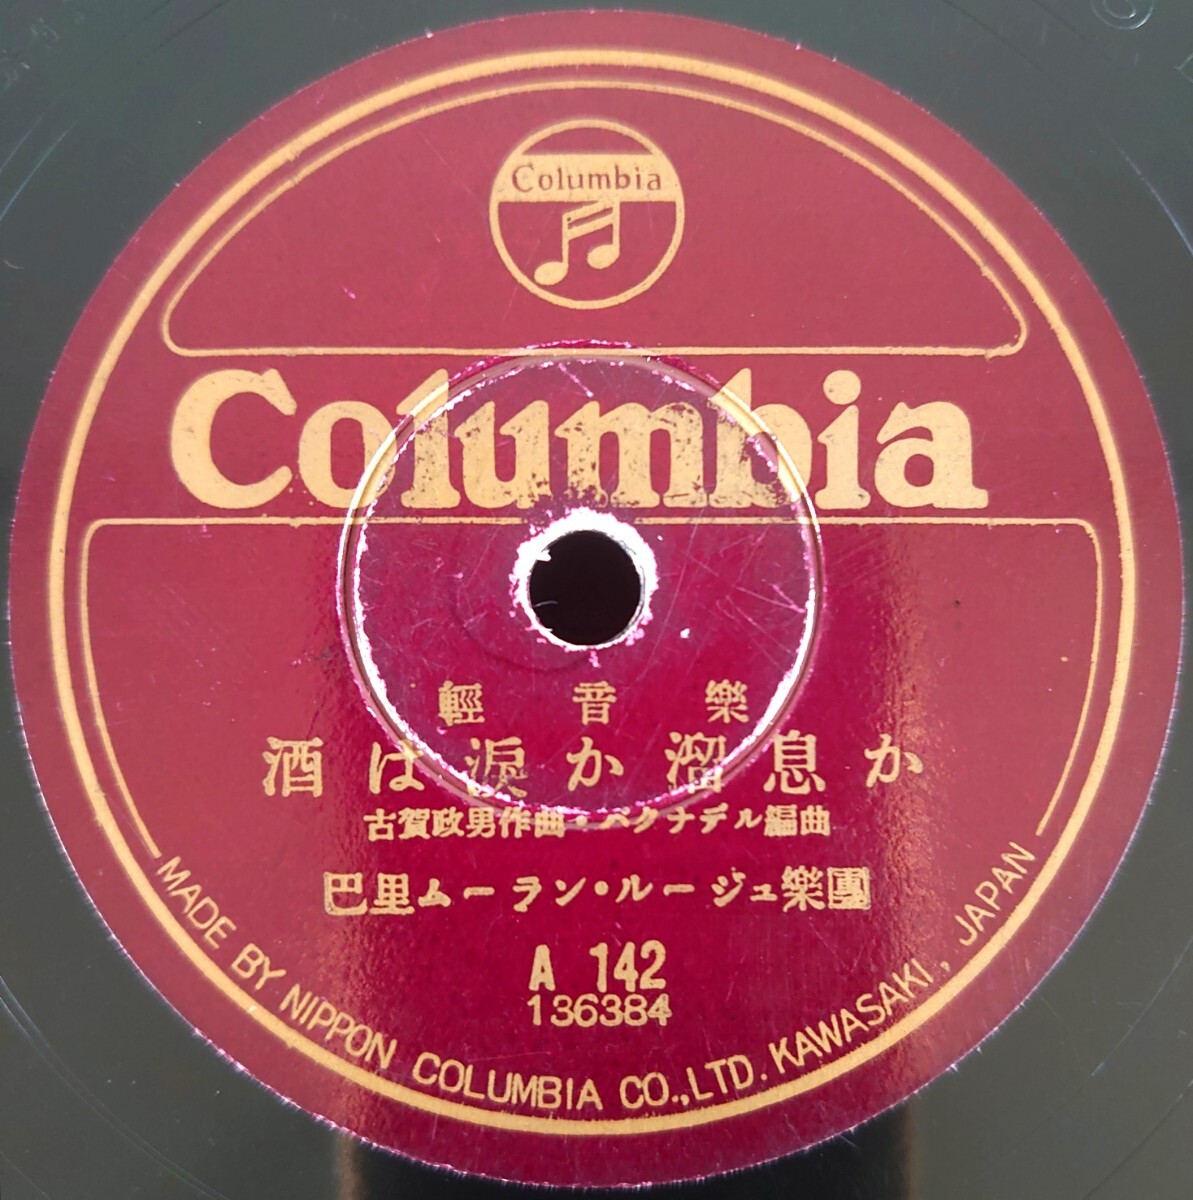 Columbia
Columbia
輕音樂
酒は涙か溜息か
古賀政男作曲・バクナデル編曲
巴里ムーラン・ルージュ樂團
A 142
136384
MADE BY NIPPON COLUMBIA CO.,LTD. KAWASAKI, JAPAN